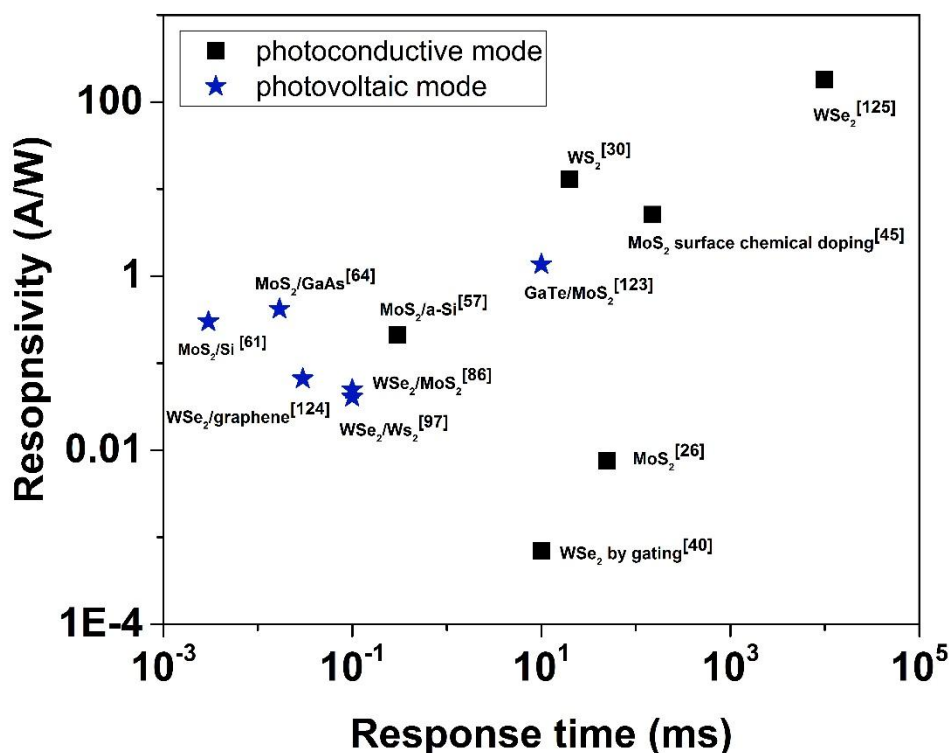 photoconductive mode
photovoltaic mode
Resopnsivity (A/W)
100
1
0.01
1E-4
WSe₂[125]
WS₂[30]
MoS₂ surface chemical doping[45]
MoS₂/GaAs[64]
GaTe/MoS₂[123]
MoS₂/a-Si[57]
MoS₂/Si [61]
WSe₂/MoS₂[86]
WSe₂/graphene[124]
WSe₂/Ws₂[97]
MoS₂[26]
WSe₂ by gating[40]
10⁻³ 10⁻¹ 10¹ 10³ 10⁵
Response time (ms)